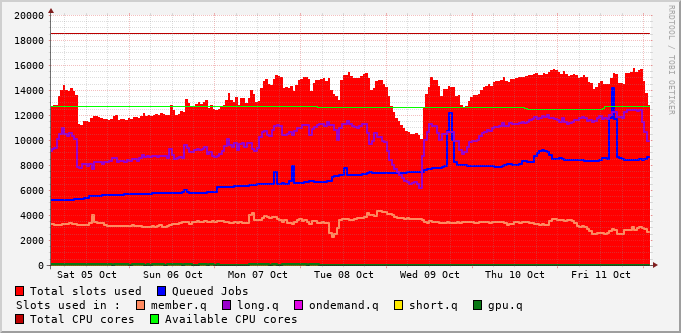 20000
18000
16000
14000
12000
10000
8000
6000
4000
2000
0
Sat 05 Oct Sun 06 Oct Mon 07 Oct Tue 08 Oct Wed 09 Oct Thu 10 Oct Fri 11 Oct
Total slots used Queued Jobs
Slots used in : member.q long.q ondemand.q short.q gpu.q
Total CPU cores Available CPU cores
RRDTOOL / TOBI OETIKER